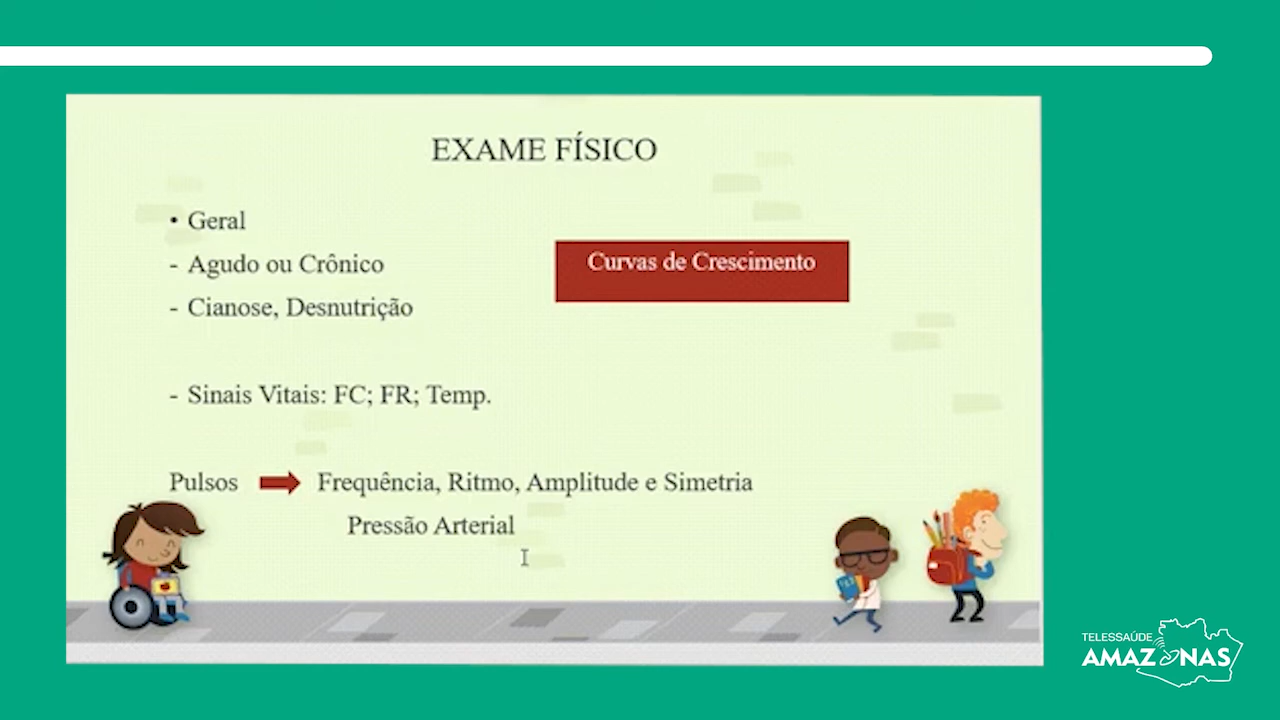 EXAME FÍSICO
• Geral
- Agudo ou Crônico
- Cianose, Desnutrição
Curvas de Crescimento
- Sinais Vitais: FC; FR; Temp.
Pulsos Frequência, Ritmo, Amplitude e Simetria
Pressão Arterial
TELESSAÚDE
AMAZONAS